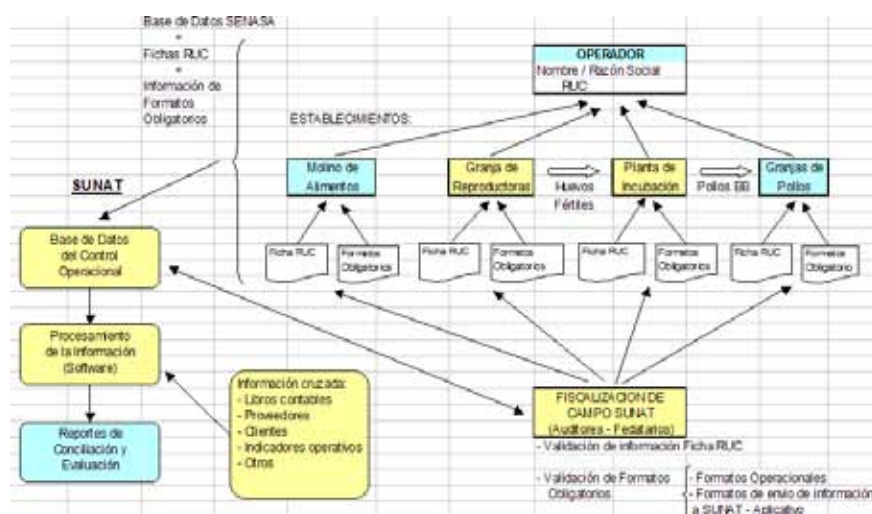 Base de Datos SENASA
+
Fichas RUC
+
Información de
Formatos
Obligatorios
OPERADOR
Nombre / Razón Social
RUC
ESTABLECIMIENTOS:
Molino de
Alimentos
Granja de
Reproductoras
Huevos
Fértiles
Planta de
Incubación
Pollos BB
Granjas de
Pollos
SUNAT
Ficha RUC
Formatos
Obligatorios
Ficha RUC
Formatos
Obligatorios
Ficha RUC
Formatos
Obligatorios
Ficha RUC
Formatos
Obligatorio
Base de Datos
del Control
Operacional
Procesamiento
de la Información
(Software)
Reportes de
Conciliación y
Evaluación
Información cruzada:
- Libros contables
- Proveedores
- Clientes
- Indicadores operativos
- Otros
FISCALIZACION DE
CAMPO SUNAT
(Auditores - Fedatarios)
- Validación de información Ficha RUC
- Validación de Formatos
Obligatorios
- Formatos Operacionales
- Formatos de envio de información
a SUNAT - Aplicativo